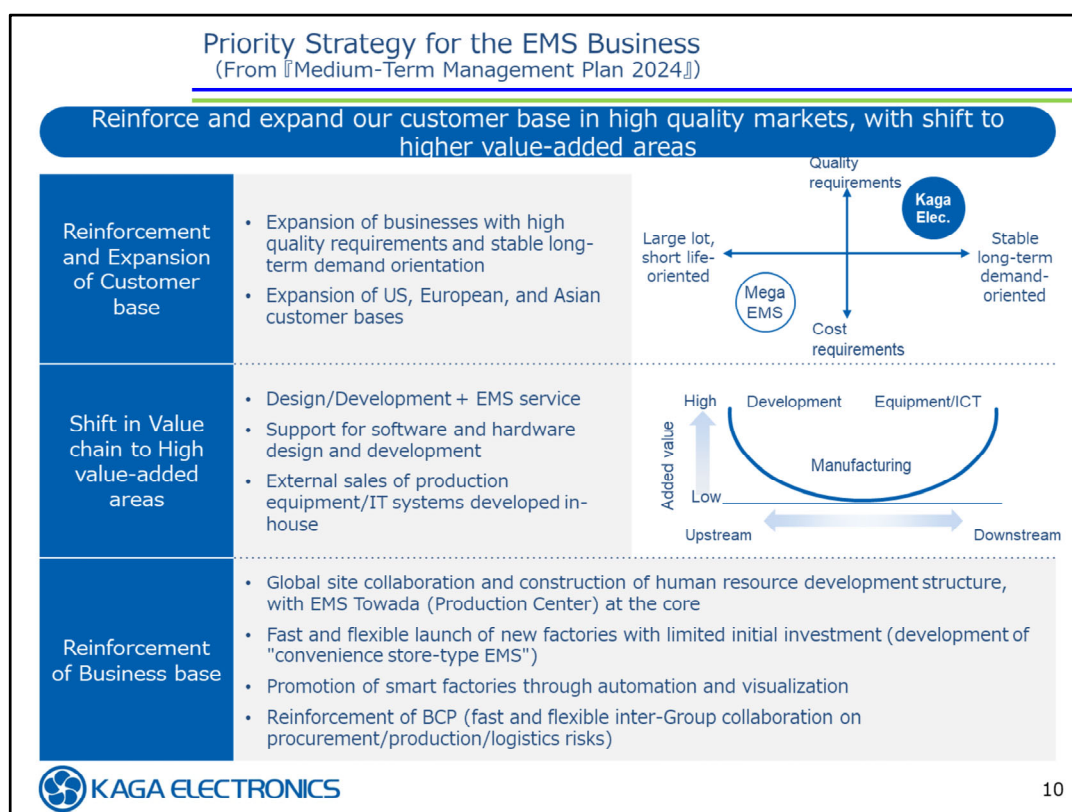 Priority Strategy for the EMS Business
(From『Medium-Term Management Plan 2024』)
Reinforce and expand our customer base in high quality markets, with shift to
higher value-added areas
Reinforcement
and Expansion
of Customer
base
• Expansion of businesses with high
quality requirements and stable long-
term demand orientation
• Expansion of US, European, and Asian
customer bases
Quality
requirements
Kaga
Elec.
Large lot,
short life-
oriented
Stable
long-term
demand-
oriented
Mega
EMS
Cost
requirements
Shift in Value
chain to High
value-added
areas
• Design/Development + EMS service
• Support for software and hardware
design and development
• External sales of production
equipment/IT systems developed in-
house
Added value
High
Low
Development
Equipment/ICT
Manufacturing
Upstream
Downstream
Reinforcement
of Business base
• Global site collaboration and construction of human resource development structure,
with EMS Towada (Production Center) at the core
• Fast and flexible launch of new factories with limited initial investment (development of
"convenience store-type EMS")
• Promotion of smart factories through automation and visualization
• Reinforcement of BCP (fast and flexible inter-Group collaboration on
procurement/production/logistics risks)
KAGA ELECTRONICS
10